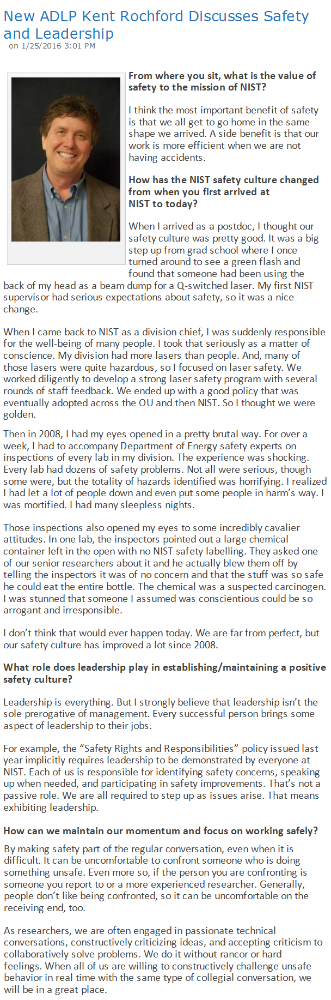 New ADLP Kent Rochford Discusses Safety
and Leadership
on 1/25/2016 3:01 PM
From where you sit, what is the value of
safety to the mission of NIST?
I think the most important benefit of safety
is that we all get to go home in the same
shape we arrived. A side benefit is that our
work is more efficient when we are not
having accidents.
How has the NIST safety culture changed
from when you first arrived at
NIST to today?
When I arrived as a postdoc, I thought our
safety culture was pretty good. It was a big
step up from grad school where I once
turned around to see a green flash and
found that someone had been using the
back of my head as a beam dump for a Q-switched laser. My first NIST
supervisor had serious expectations about safety, so it was a nice
change.
When I came back to NIST as a division chief, I was suddenly responsible
for the well-being of many people. I took that seriously as a matter of
conscience. My division had more lasers than people. And, many of
those lasers were quite hazardous, so I focused on laser safety. We
worked diligently to develop a strong laser safety program with several
rounds of staff feedback. We ended up with a good policy that was
eventually adopted across the OU and then NIST. So I thought we were
golden.
Then in 2008, I had my eyes opened in a pretty brutal way. For over a
week, I had to accompany Department of Energy safety experts on
inspections of every lab in my division. The experience was shocking.
Every lab had dozens of safety problems. Not all were serious, though
some were, but the totality of hazards identified was horrifying. I realized
I had let a lot of people down and even put some people in harm's way. I
was mortified. I had many sleepless nights.
Those inspections also opened my eyes to some incredibly cavalier
attitudes. In one lab, the inspectors pointed out a large chemical
container left in the open with no NIST safety labelling. They asked one
of our senior researchers about it and he actually blew them off by
telling the inspectors it was of no concern and that the stuff was so safe
he could eat the entire bottle. The chemical was a suspected carcinogen.
I was stunned that someone I assumed was conscientious could be so
arrogant and irresponsible.
I don't think that would ever happen today. We are far from perfect, but
our safety culture has improved a lot since 2008.
What role does leadership play in establishing/maintaining a positive
safety culture?
Leadership is everything. But I strongly believe that leadership isn't the
sole prerogative of management. Every successful person brings some
aspect of leadership to their jobs.
For example, the “Safety Rights and Responsibilities” policy issued last
year implicitly requires leadership to be demonstrated by everyone at
NIST. Each of us is responsible for identifying safety concerns, speaking
up when needed, and participating in safety improvements. That's not a
passive role. We are all required to step up as issues arise. That means
exhibiting leadership.
How can we maintain our momentum and focus on working safely?
By making safety part of the regular conversation, even when it is
difficult. It can be uncomfortable to confront someone who is doing
something unsafe. Even more so, if the person you are confronting is
someone you report to or a more experienced researcher. Generally,
people don't like being confronted, so it can be uncomfortable on the
receiving end, too.
As researchers, we are often engaged in passionate technical
conversations, constructively criticizing ideas, and accepting criticism to
collaboratively solve problems. We do it without rancor or hard
feelings. When all of us are willing to constructively challenge unsafe
behavior in real time with the same type of collegial conversation, we
will be in a great place.